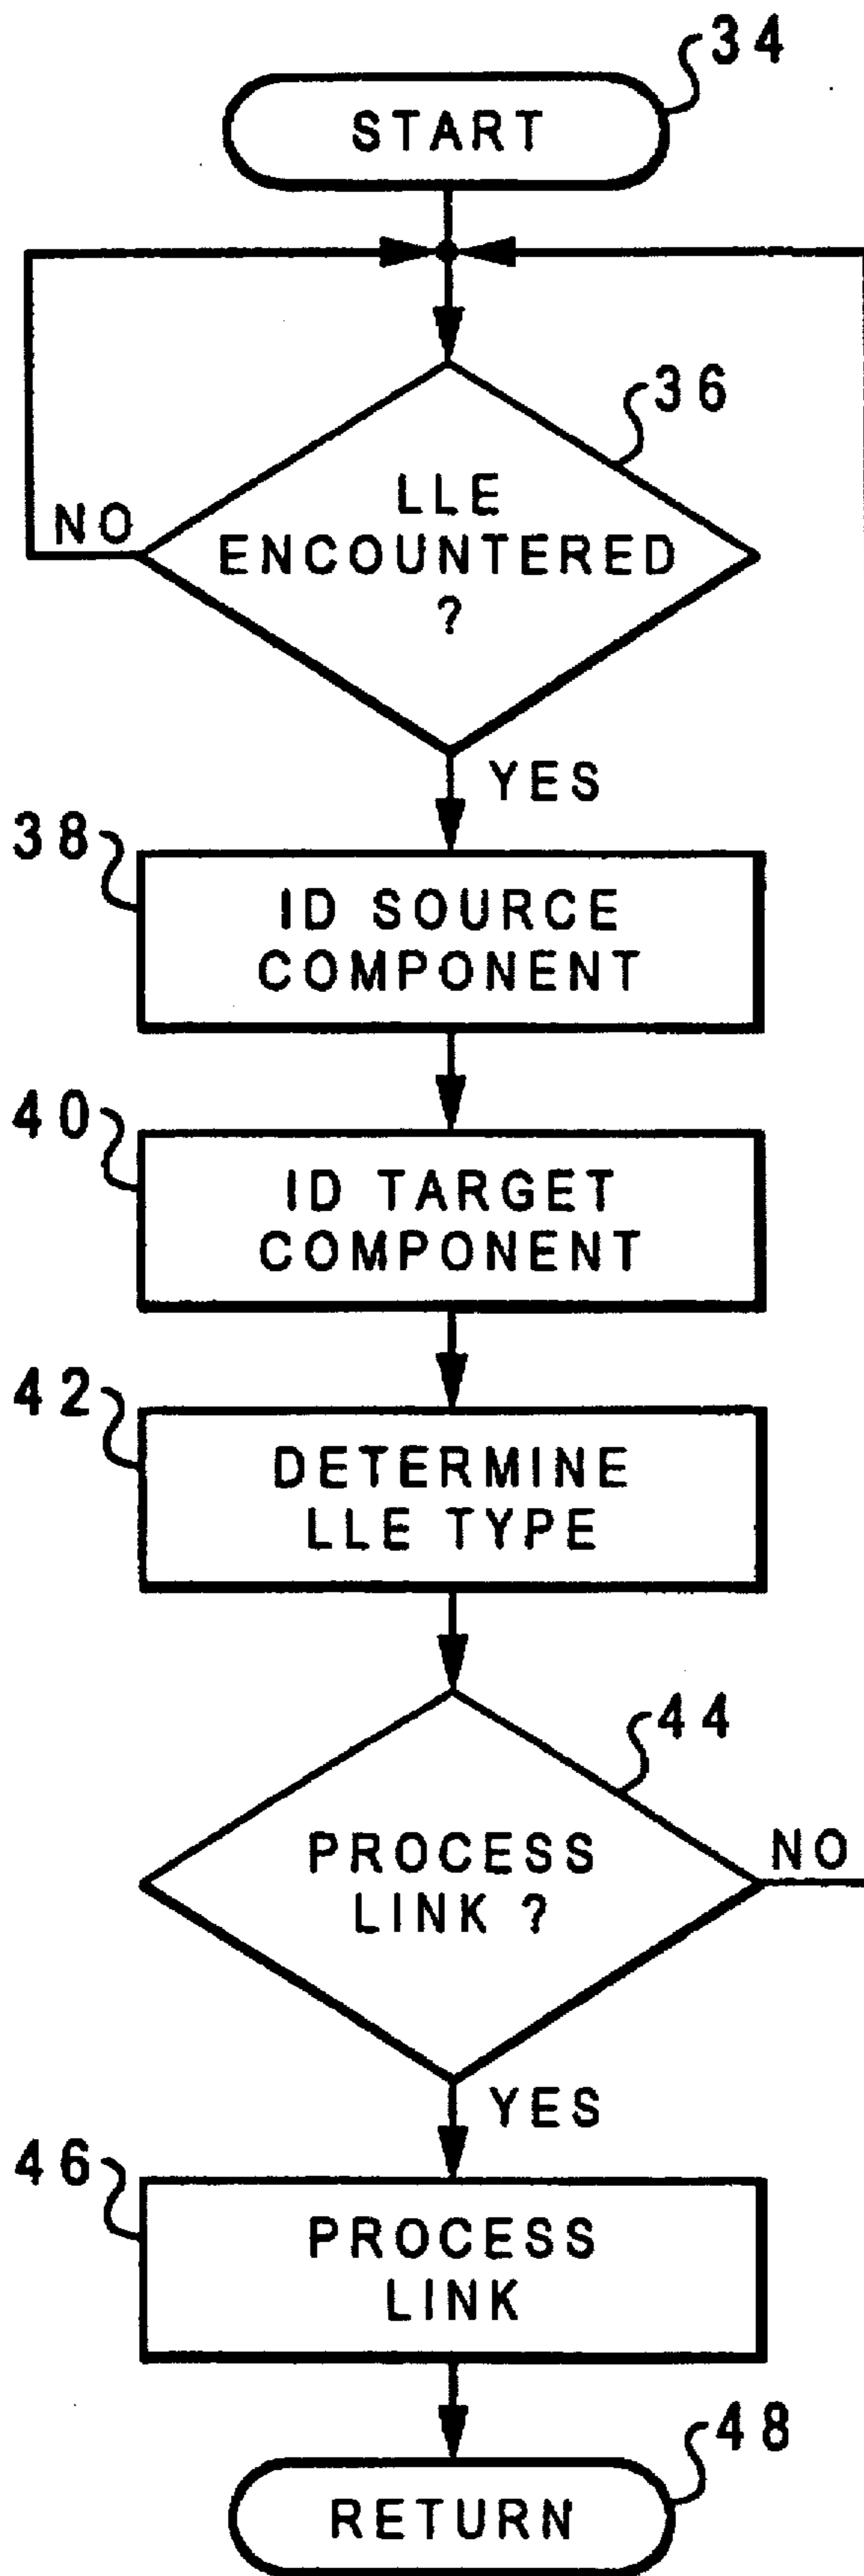 34
START
36
LLE
ENCOUNTERED
?
NO
YES
38
ID SOURCE
COMPONENT
40
ID TARGET
COMPONENT
42
DETERMINE
LLE TYPE
44
PROCESS
LINK ?
NO
YES
46
PROCESS
LINK
48
RETURN